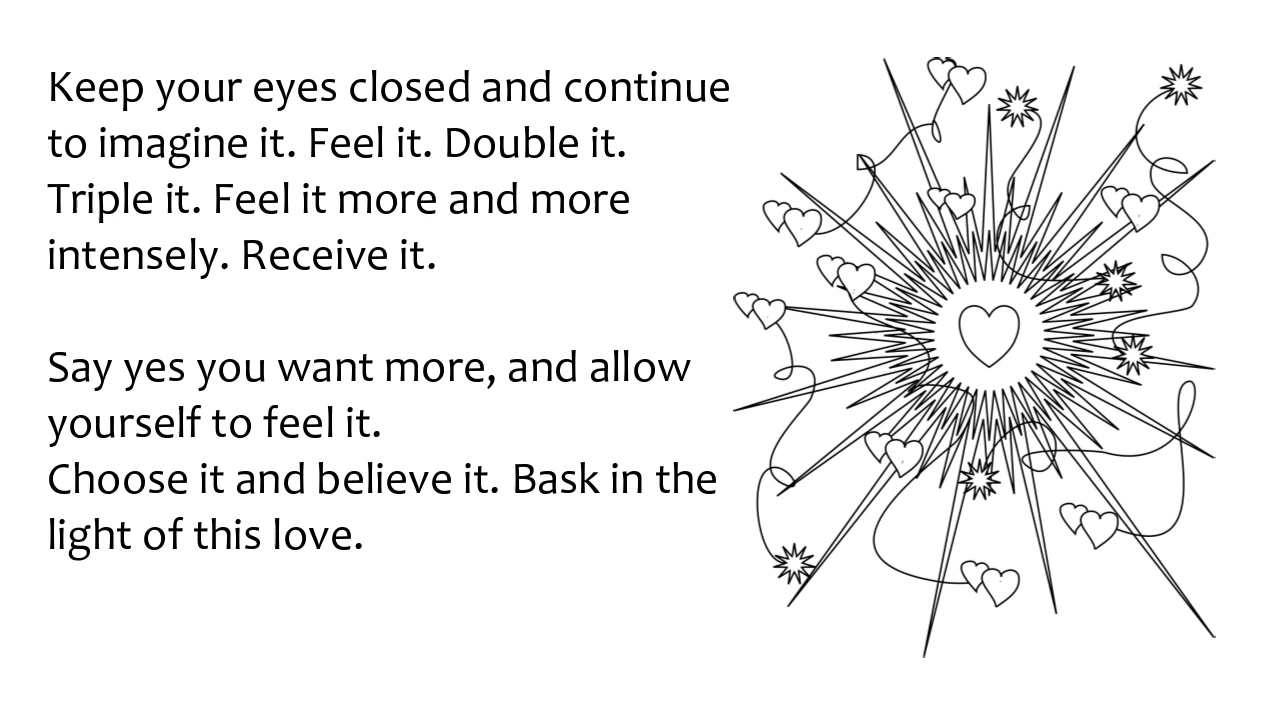 Keep your eyes closed and continue
to imagine it. Feel it. Double it.
Triple it. Feel it more and more
intensely. Receive it.
Say yes you want more, and allow
yourself to feel it.
Choose it and believe it. Bask in the
light of this love.